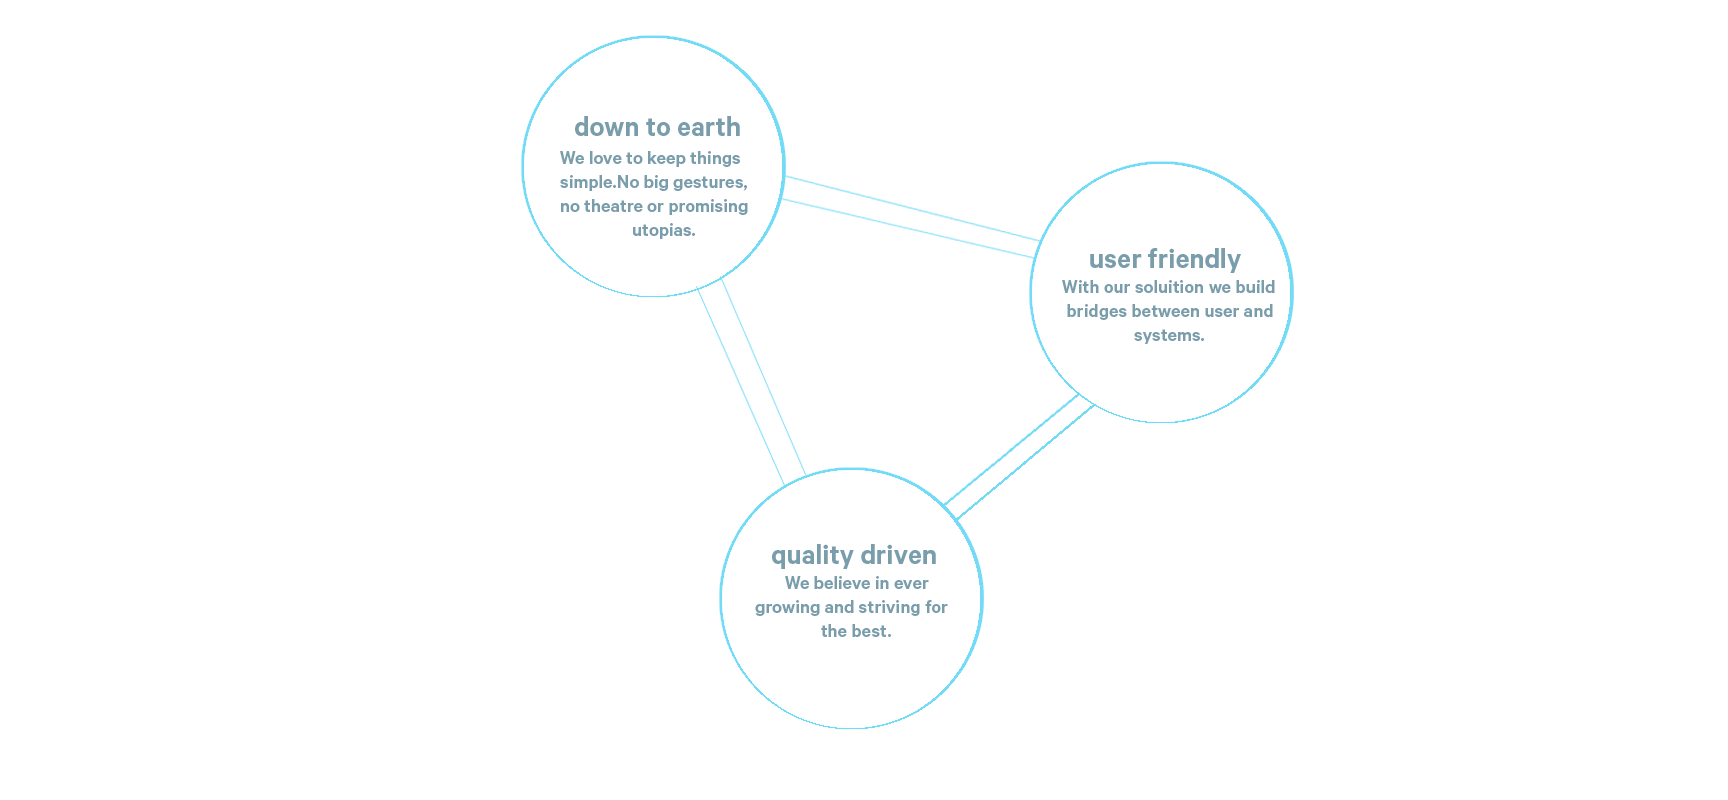 down to earth
We love to keep things
simple.No big gestures,
no theatre or promising
utopias.
user friendly
With our soluition we build
bridges between user and
systems.
quality driven
We believe in ever
growing and striving for
the best.